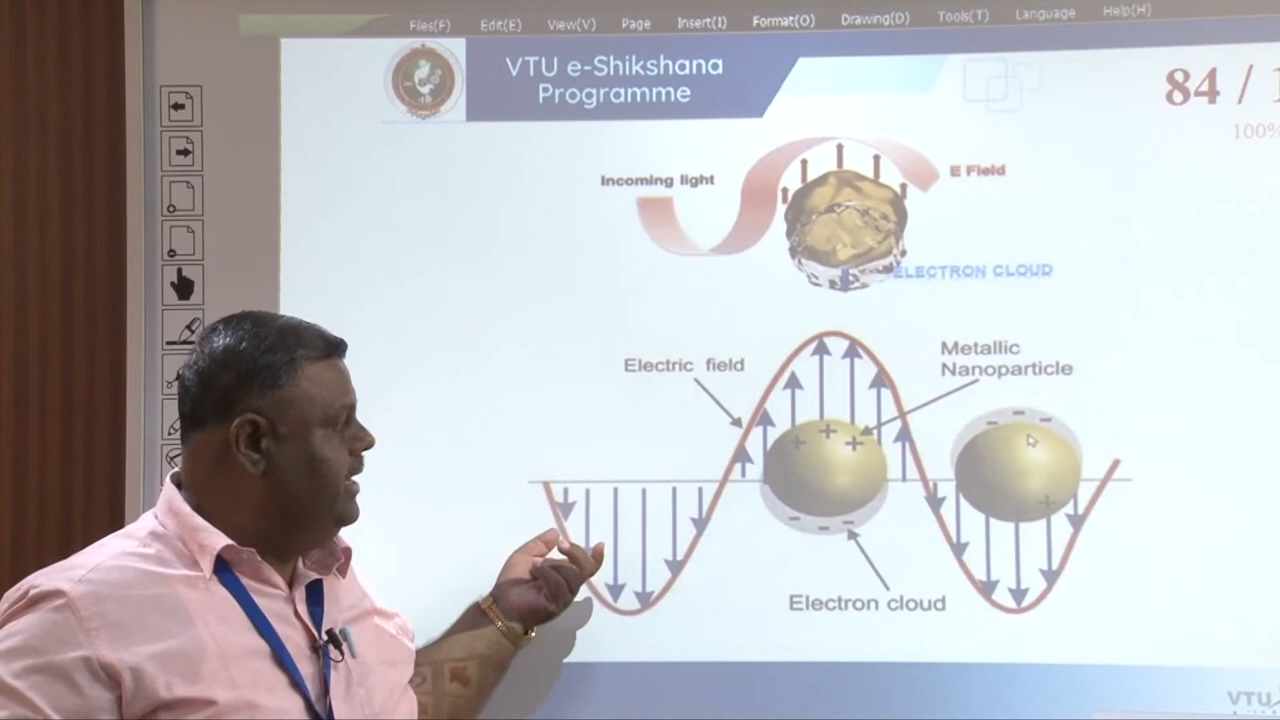 Files(F) Edit(E) View(V) Page Insert(I) Format(O) Drawing(D) Tools(T) Language Help(H)
VTU e-Shikshana
Programme
84 / 1
100%
Incoming light
E Field
ELECTRON CLOUD
Electric field
Metallic
Nanoparticle
+ + +
- - -
- - -
+
Electron cloud
VTU